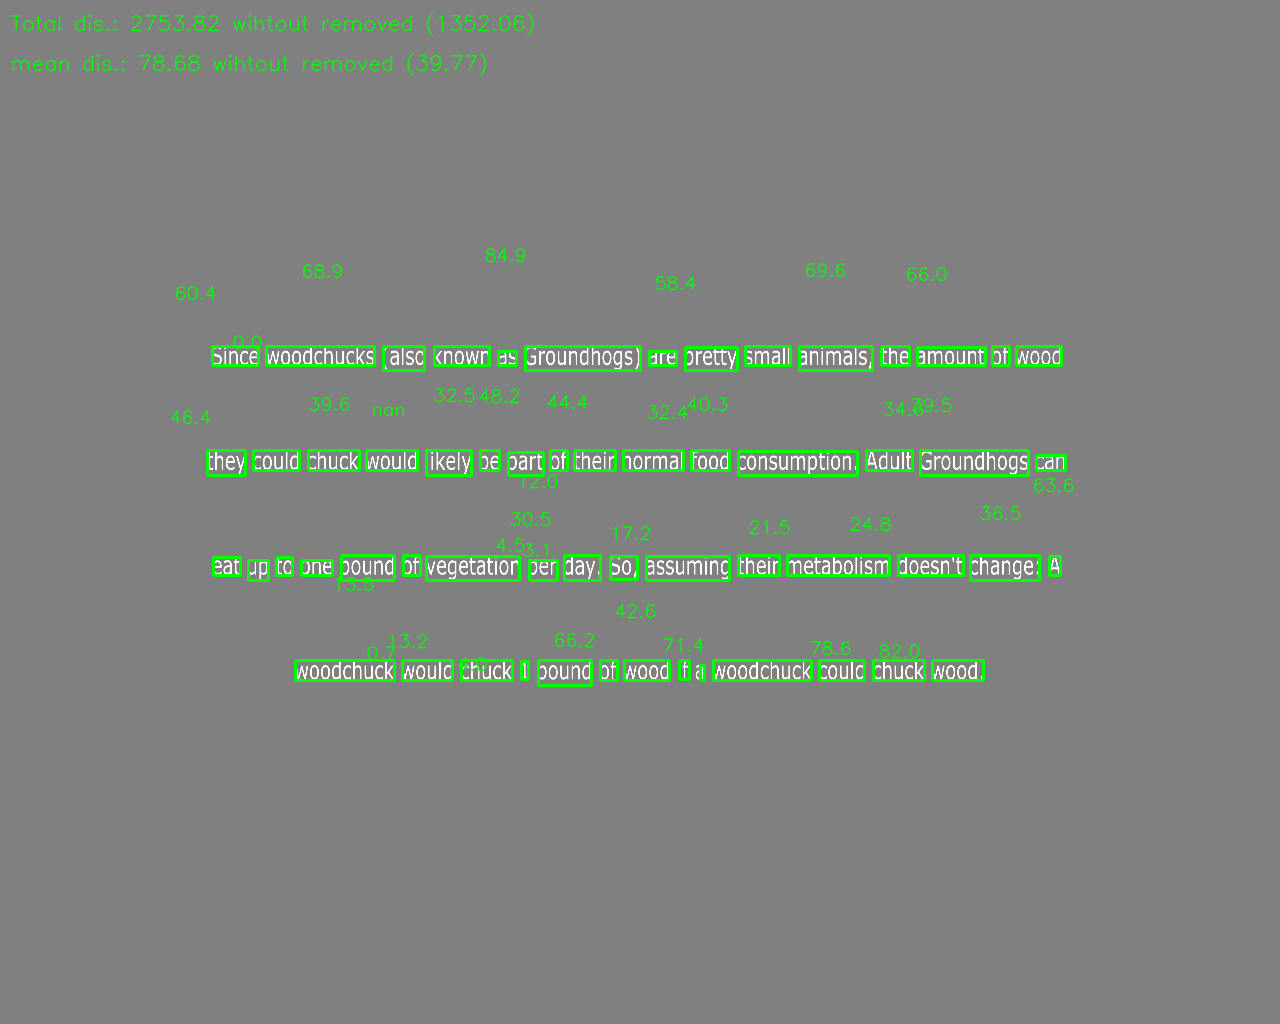 Total dis.: 2753.82 wihtout removed (1352.06)
mean dis.: 78.68 wihtout removed (39.77)
84.9
68.9 69.6 66.0
60.4 58.4
0.0
Since woodchucks (also known as Groundhogs) are pretty small animals, the amount of wood
46.4 39.6 nan 32.5 48.2 44.4 32.4 40.3 39.5
they could chuck would likely be part of their normal food consumption. Adult Groundhogs can
12.0 63.6
30.5 17.2 21.5 24.8 36.5
4.5
eat up to one pound of vegetation per day. So, assuming their metabolism doesn't change: A
42.6
0.7 13.2 66.2 71.4 78.6 82.0
woodchuck would chuck 1 pound of wood if a woodchuck could chuck wood.